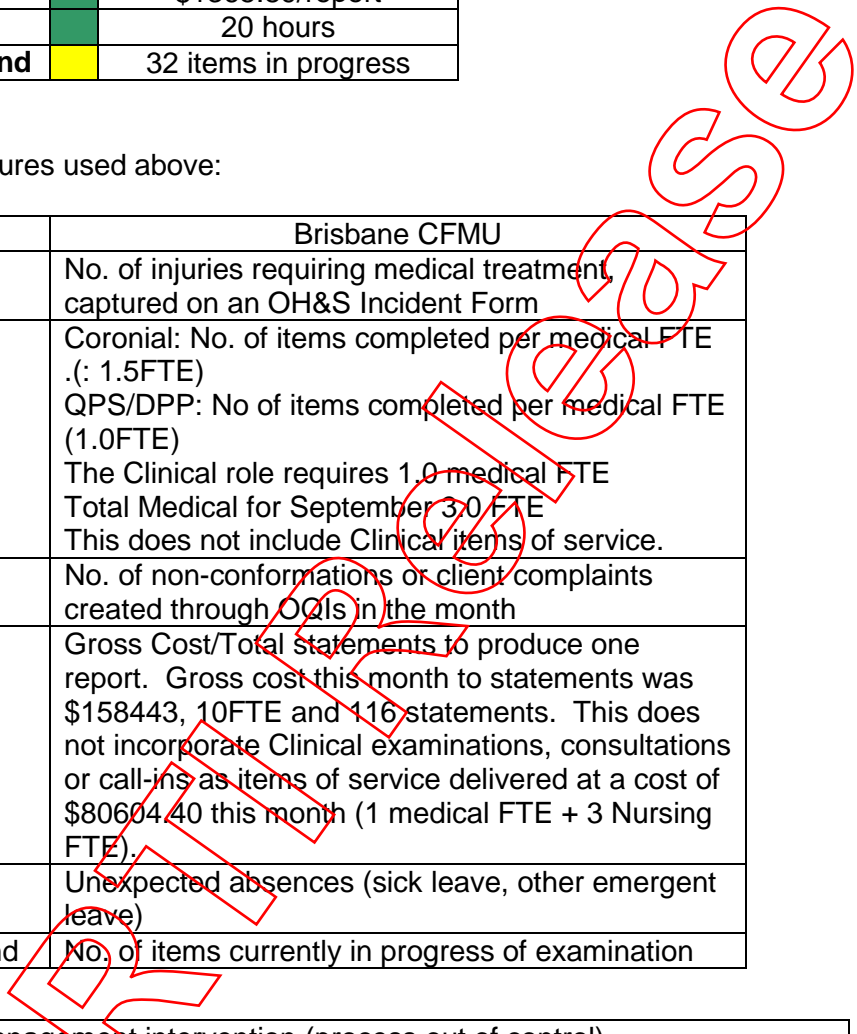 20 hours
nd 32 items in progress
ures used above:
Brisbane CFMU
No. of injuries requiring medical treatment,
captured on an OH&S Incident Form
Coronial: No. of items completed per medical FTE
.(: 1.5FTE)
QPS/DPP: No of items completed per medical FTE
(1.0FTE)
The Clinical role requires 1.0 medical FTE
Total Medical for September 3.0 FTE
This does not include Clinical items of service.
No. of non-conformations or client complaints
created through OQIs in the month
Gross Cost/Total statements to produce one
report.  Gross cost this month to statements was
$158443, 10FTE and 116 statements.  This does
not incorporate Clinical examinations, consultations
or call-ins as items of service delivered at a cost of
$80604.40 this month (1 medical FTE + 3 Nursing
FTE).
Unexpected absences (sick leave, other emergent
leave)
nd No. of items currently in progress of examination
management intervention (process out of control)
RTI Release